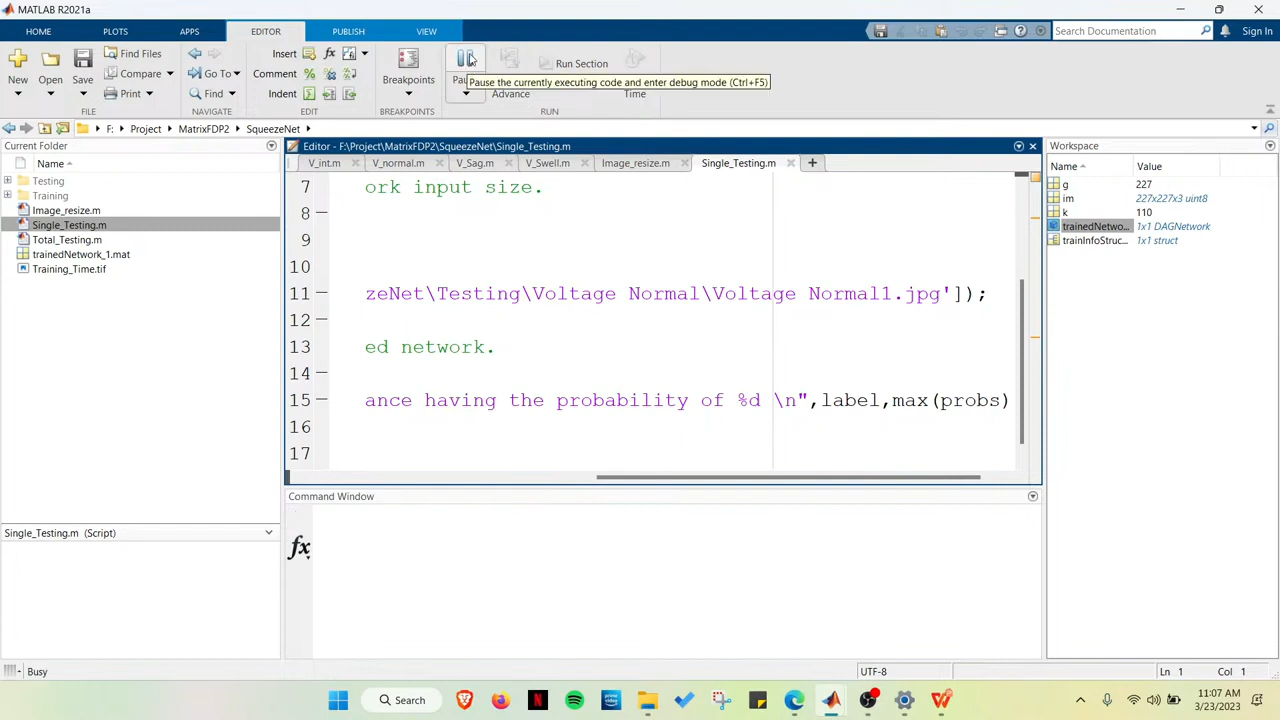 MATLAB R2021a
HOME PLOTS APPS EDITOR PUBLISH VIEW
Search Documentation
Sign In
New Open Save
Find Files
Compare
Print
FILE
Go To
Find
NAVIGATE
Insert fx
Comment
Indent
EDIT
Breakpoints
BREAKPOINTS
Pau
Pause the currently executing code and enter debug mode (Ctrl+F5)
Run Section
Advance
Time
RUN
F: Project MatrixFDP2 SqueezeNet
Current Folder
Name
Testing
Training
Image_resize.m
Single_Testing.m
Total_Testing.m
trainedNetwork_1.mat
Training_Time.tif
Single_Testing.m (Script)
Editor - F:\Project\MatrixFDP2\SqueezeNet\Single_Testing.m
V_int.m V_normal.m V_Sag.m V_Swell.m Image_resize.m Single_Testing.m
7 ork input size.
8
9
10
11 zeNet\Testing\Voltage Normal\Voltage Normal1.jpg']);
12
13 ed network.
14
15 ance having the probability of %d \n",label,max(probs)
16
17
Command Window
fx
Workspace
Name Value
g 227
im 227x227x3 uint8
k 110
trainedNetwo... 1x1 DAGNetwork
trainInfoStruc... 1x1 struct
Busy
UTF-8
Ln 1 Col 1
Search
11:07 AM
3/23/2023